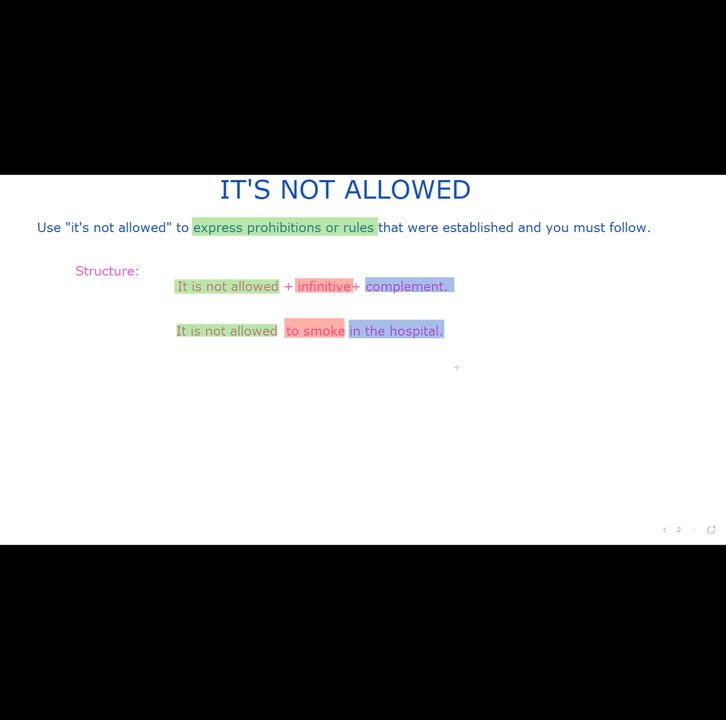 IT'S NOT ALLOWED
Use "it's not allowed" to express prohibitions or rules that were established and you must follow.
Structure:
It is not allowed + infinitive+ complement.
It is not allowed to smoke in the hospital.
2